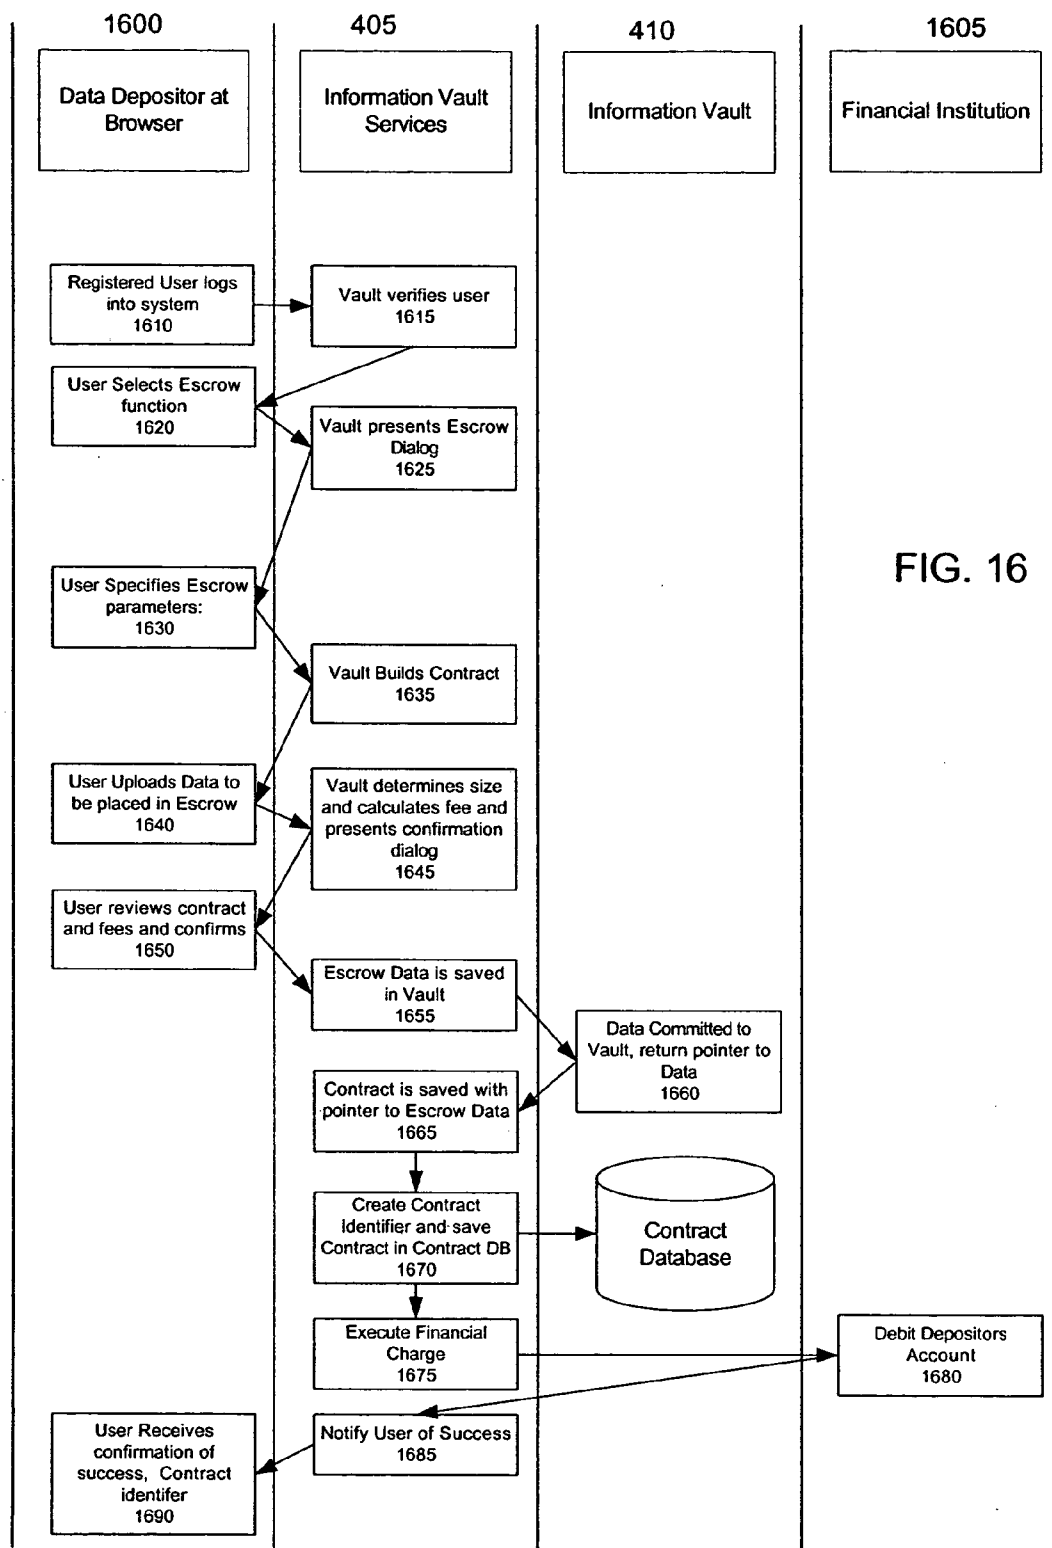 1600
405
410
1605
Data Depositor at
Browser
Information Vault
Services
Information Vault
Financial Institution
Registered User logs
into system
1610
Vault verifies user
1615
User Selects Escrow
function
1620
Vault presents Escrow
Dialog
1625
FIG. 16
User Specifies Escrow
parameters:
1630
Vault Builds Contract
1635
User Uploads Data to
be placed in Escrow
1640
Vault determines size
and calculates fee and
presents confirmation
dialog
1645
User reviews contract
and fees and confirms
1650
Escrow Data is saved
in Vault
1655
Data Committed to
Vault, return pointer to
Data
1660
Contract is saved with
pointer to Escrow Data
1665
Create Contract
Identifier and save
Contract in Contract DB
1670
Contract
Database
Execute Financial
Charge
1675
Debit Depositors
Account
1680
Notify User of Success
1685
User Receives
confirmation of
success, Contract
identifer
1690